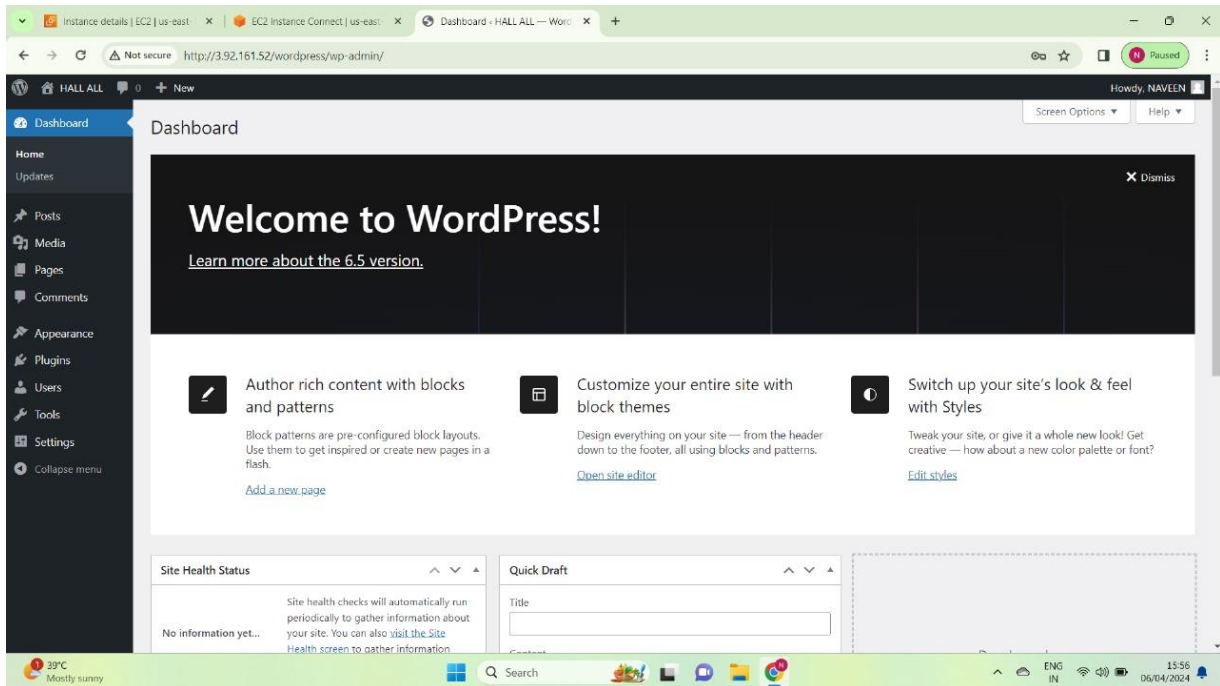 Instance details | EC2 | us-east-
EC2 Instance Connect | us-east-
Dashboard ‹ HALL ALL — Word
Not secure http://3.92.161.52/wordpress/wp-admin/
N Paused
HALL ALL 0 + New
Howdy, NAVEEN
Dashboard
Home
Updates
Posts
Media
Pages
Comments
Appearance
Plugins
Users
Tools
Settings
Collapse menu
Dashboard
Screen Options ▼
Help ▼
Dismiss
Welcome to WordPress!
Learn more about the 6.5 version.
Author rich content with blocks
and patterns
Block patterns are pre-configured block layouts.
Use them to get inspired or create new pages in a
flash.
Add a new page
Customize your entire site with
block themes
Design everything on your site — from the header
down to the footer, all using blocks and patterns.
Open site editor
Switch up your site’s look & feel
with Styles
Tweak your site, or give it a whole new look! Get
creative — how about a new color palette or font?
Edit styles
Site Health Status
No information yet...
Site health checks will automatically run
periodically to gather information about
your site. You can also visit the Site
Health screen to gather information
Quick Draft
Title
1
39°C
Mostly sunny
Search
ENG
IN
15:56
06/04/2024